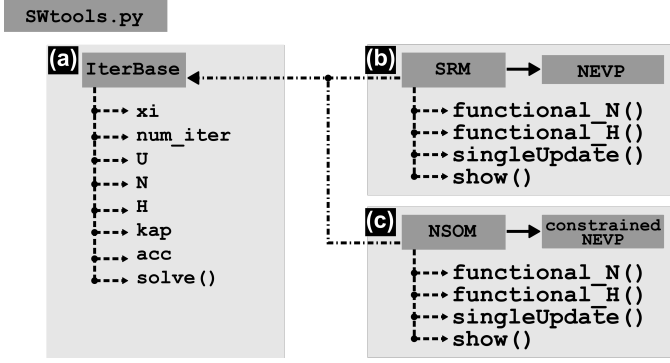 SWtools.py
(a)
IterBase
xi
num_iter
U
N
H
kap
acc
solve()
(b)
SRM
NEVP
functional_N()
functional_H()
singleUpdate()
show()
(c)
NSOM
constrained
NEVP
functional_N()
functional_H()
singleUpdate()
show()